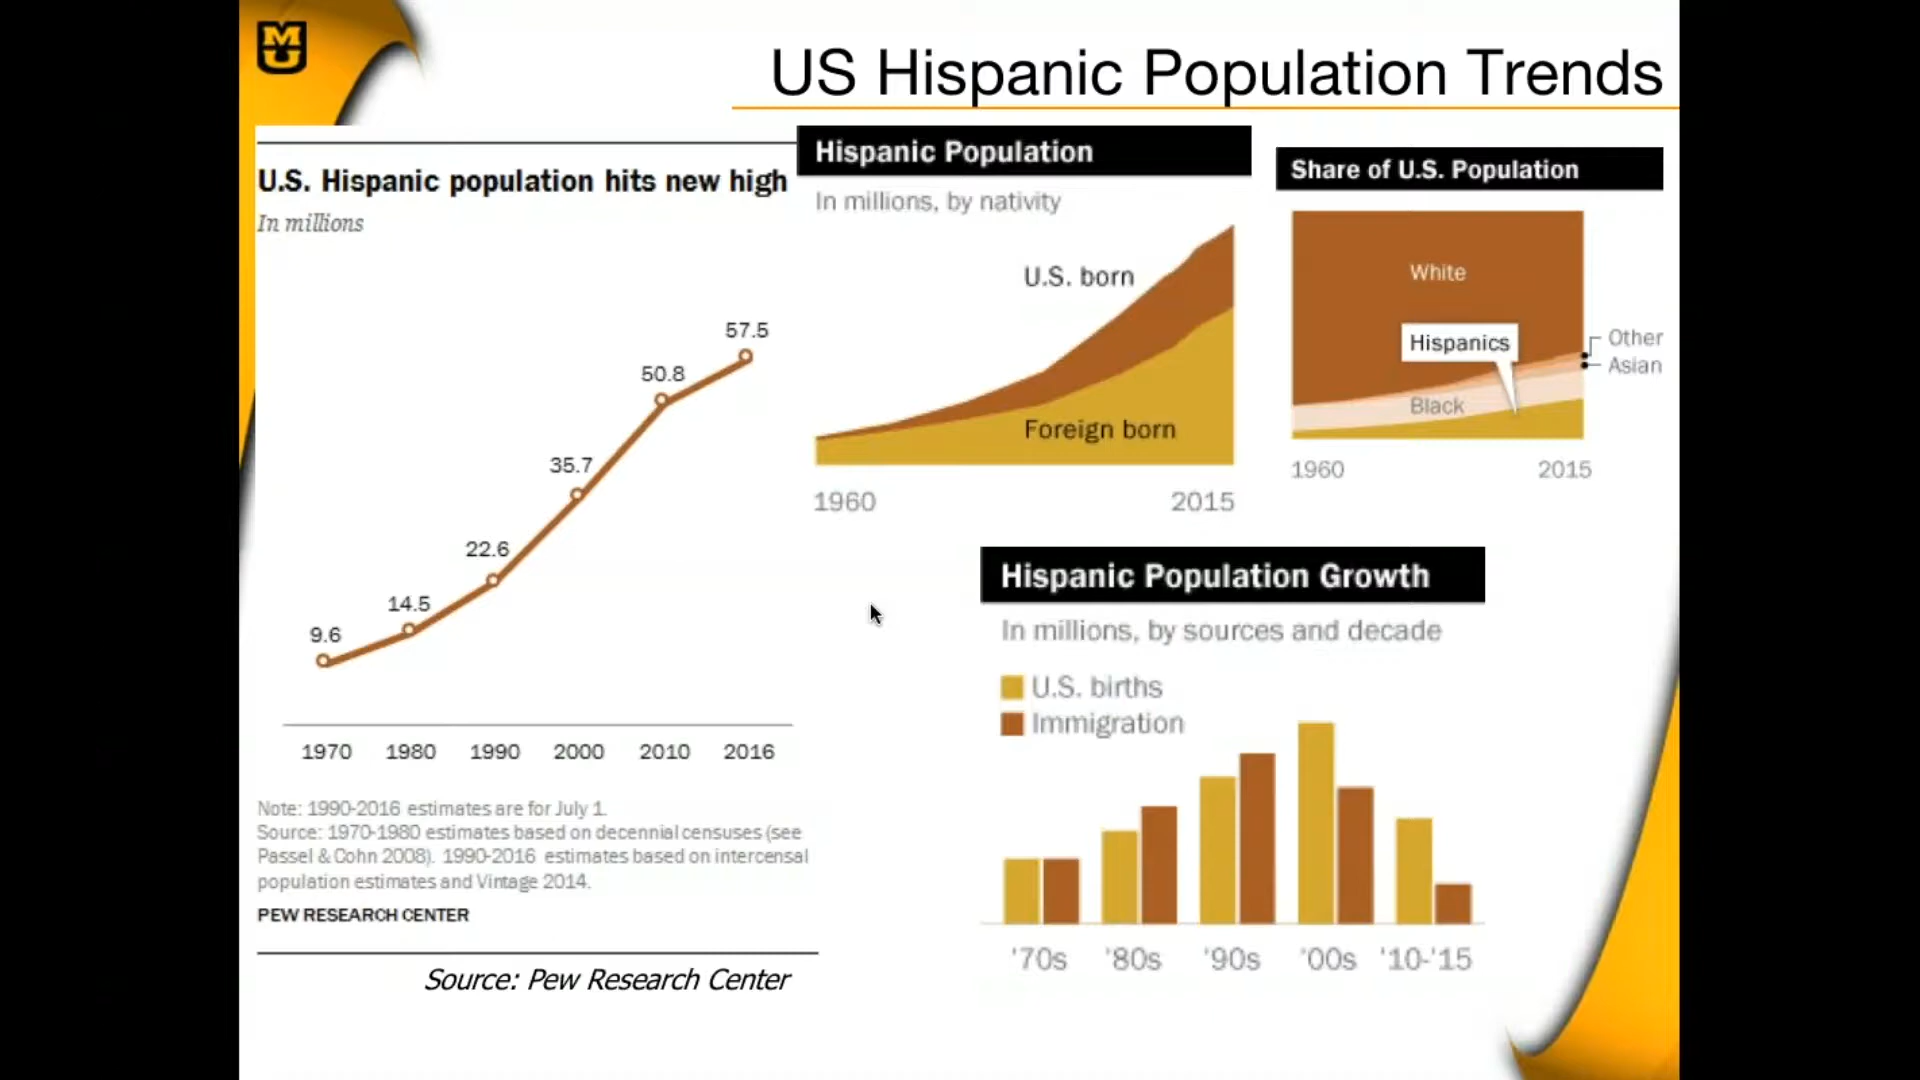 MU
US Hispanic Population Trends
U.S. Hispanic population hits new high
In millions
57.5
50.8
35.7
22.6
14.5
9.6
1970 1980 1990 2000 2010 2016
Note: 1990-2016 estimates are for July 1.
Source: 1970-1980 estimates based on decennial censuses (see
Passel & Cohn 2008). 1990-2016 estimates based on intercensal
population estimates and Vintage 2014.
PEW RESEARCH CENTER
Source: Pew Research Center
Hispanic Population
In millions, by nativity
U.S. born
Foreign born
1960 2015
Share of U.S. Population
White
Hispanics
Other
Asian
Black
1960 2015
Hispanic Population Growth
In millions, by sources and decade
U.S. births
Immigration
'70s '80s '90s '00s '10-'15